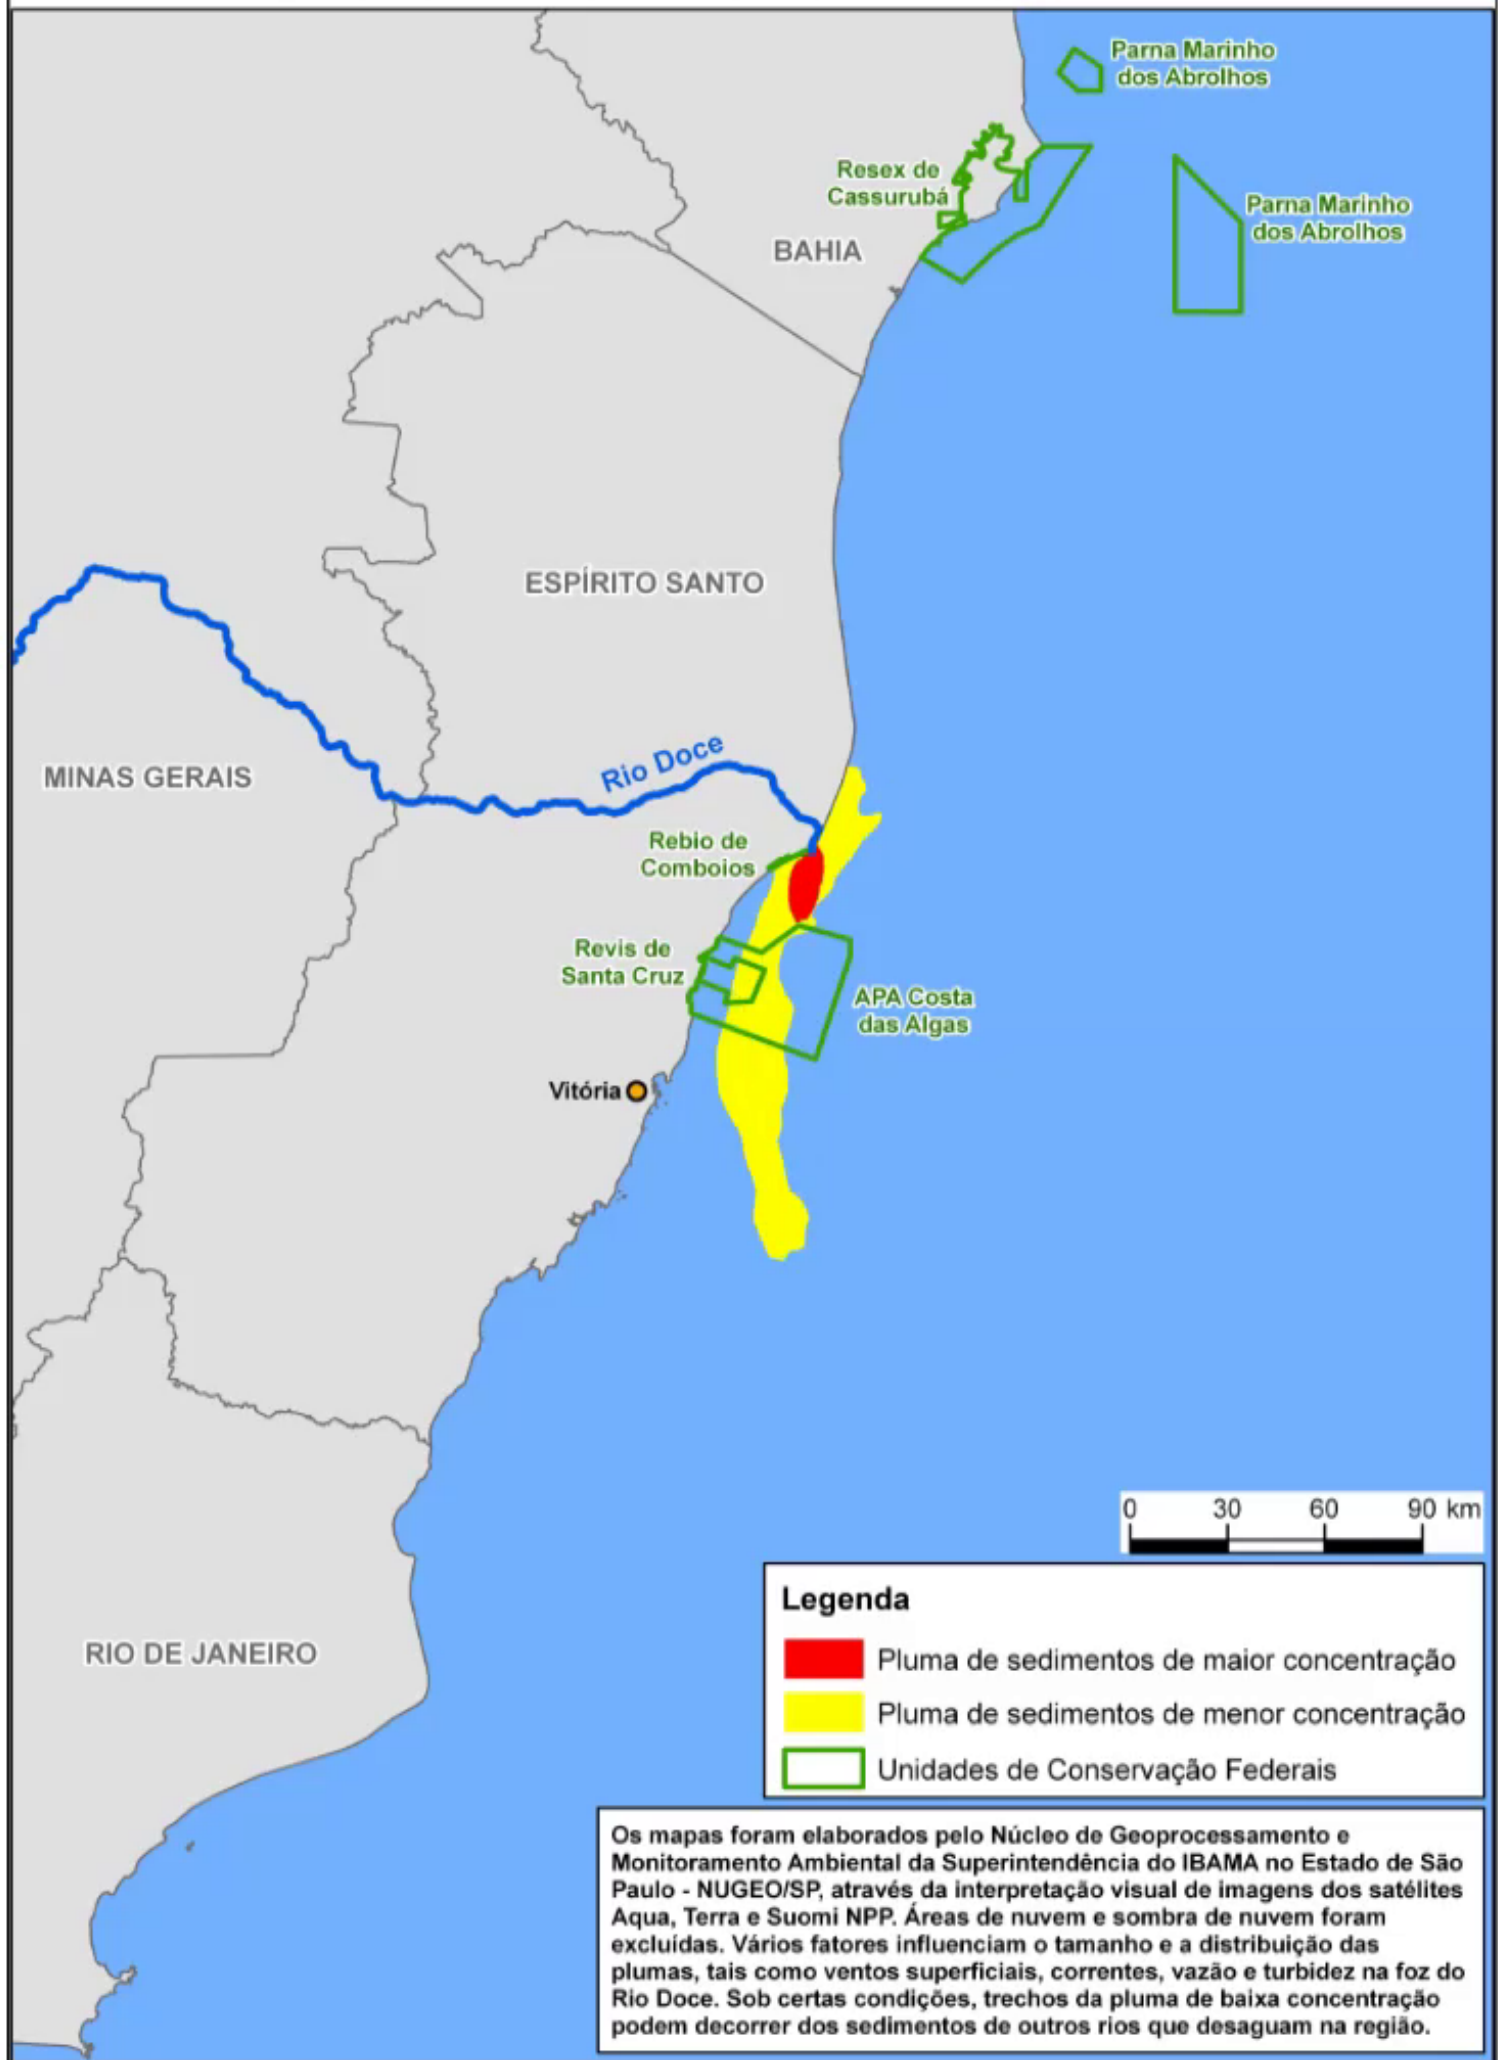 Parna Marinho
dos Abrolhos
Resex de
Cassurubá
Parna Marinho
dos Abrolhos
BAHIA
ESPÍRITO SANTO
Rio Doce
MINAS GERAIS
Rebio de
Comboios
Revis de
Santa Cruz
APA Costa
das Algas
Vitória
0 30 60 90 km
Legenda
Pluma de sedimentos de maior concentração
Pluma de sedimentos de menor concentração
Unidades de Conservação Federais
RIO DE JANEIRO
Os mapas foram elaborados pelo Núcleo de Geoprocessamento e
Monitoramento Ambiental da Superintendência do IBAMA no Estado de São
Paulo - NUGEO/SP, através da interpretação visual de imagens dos satélites
Aqua, Terra e Suomi NPP. Áreas de nuvem e sombra de nuvem foram
excluídas. Vários fatores influenciam o tamanho e a distribuição das
plumas, tais como ventos superficiais, correntes, vazão e turbidez na foz do
Rio Doce. Sob certas condições, trechos da pluma de baixa concentração
podem decorrer dos sedimentos de outros rios que desaguam na região.